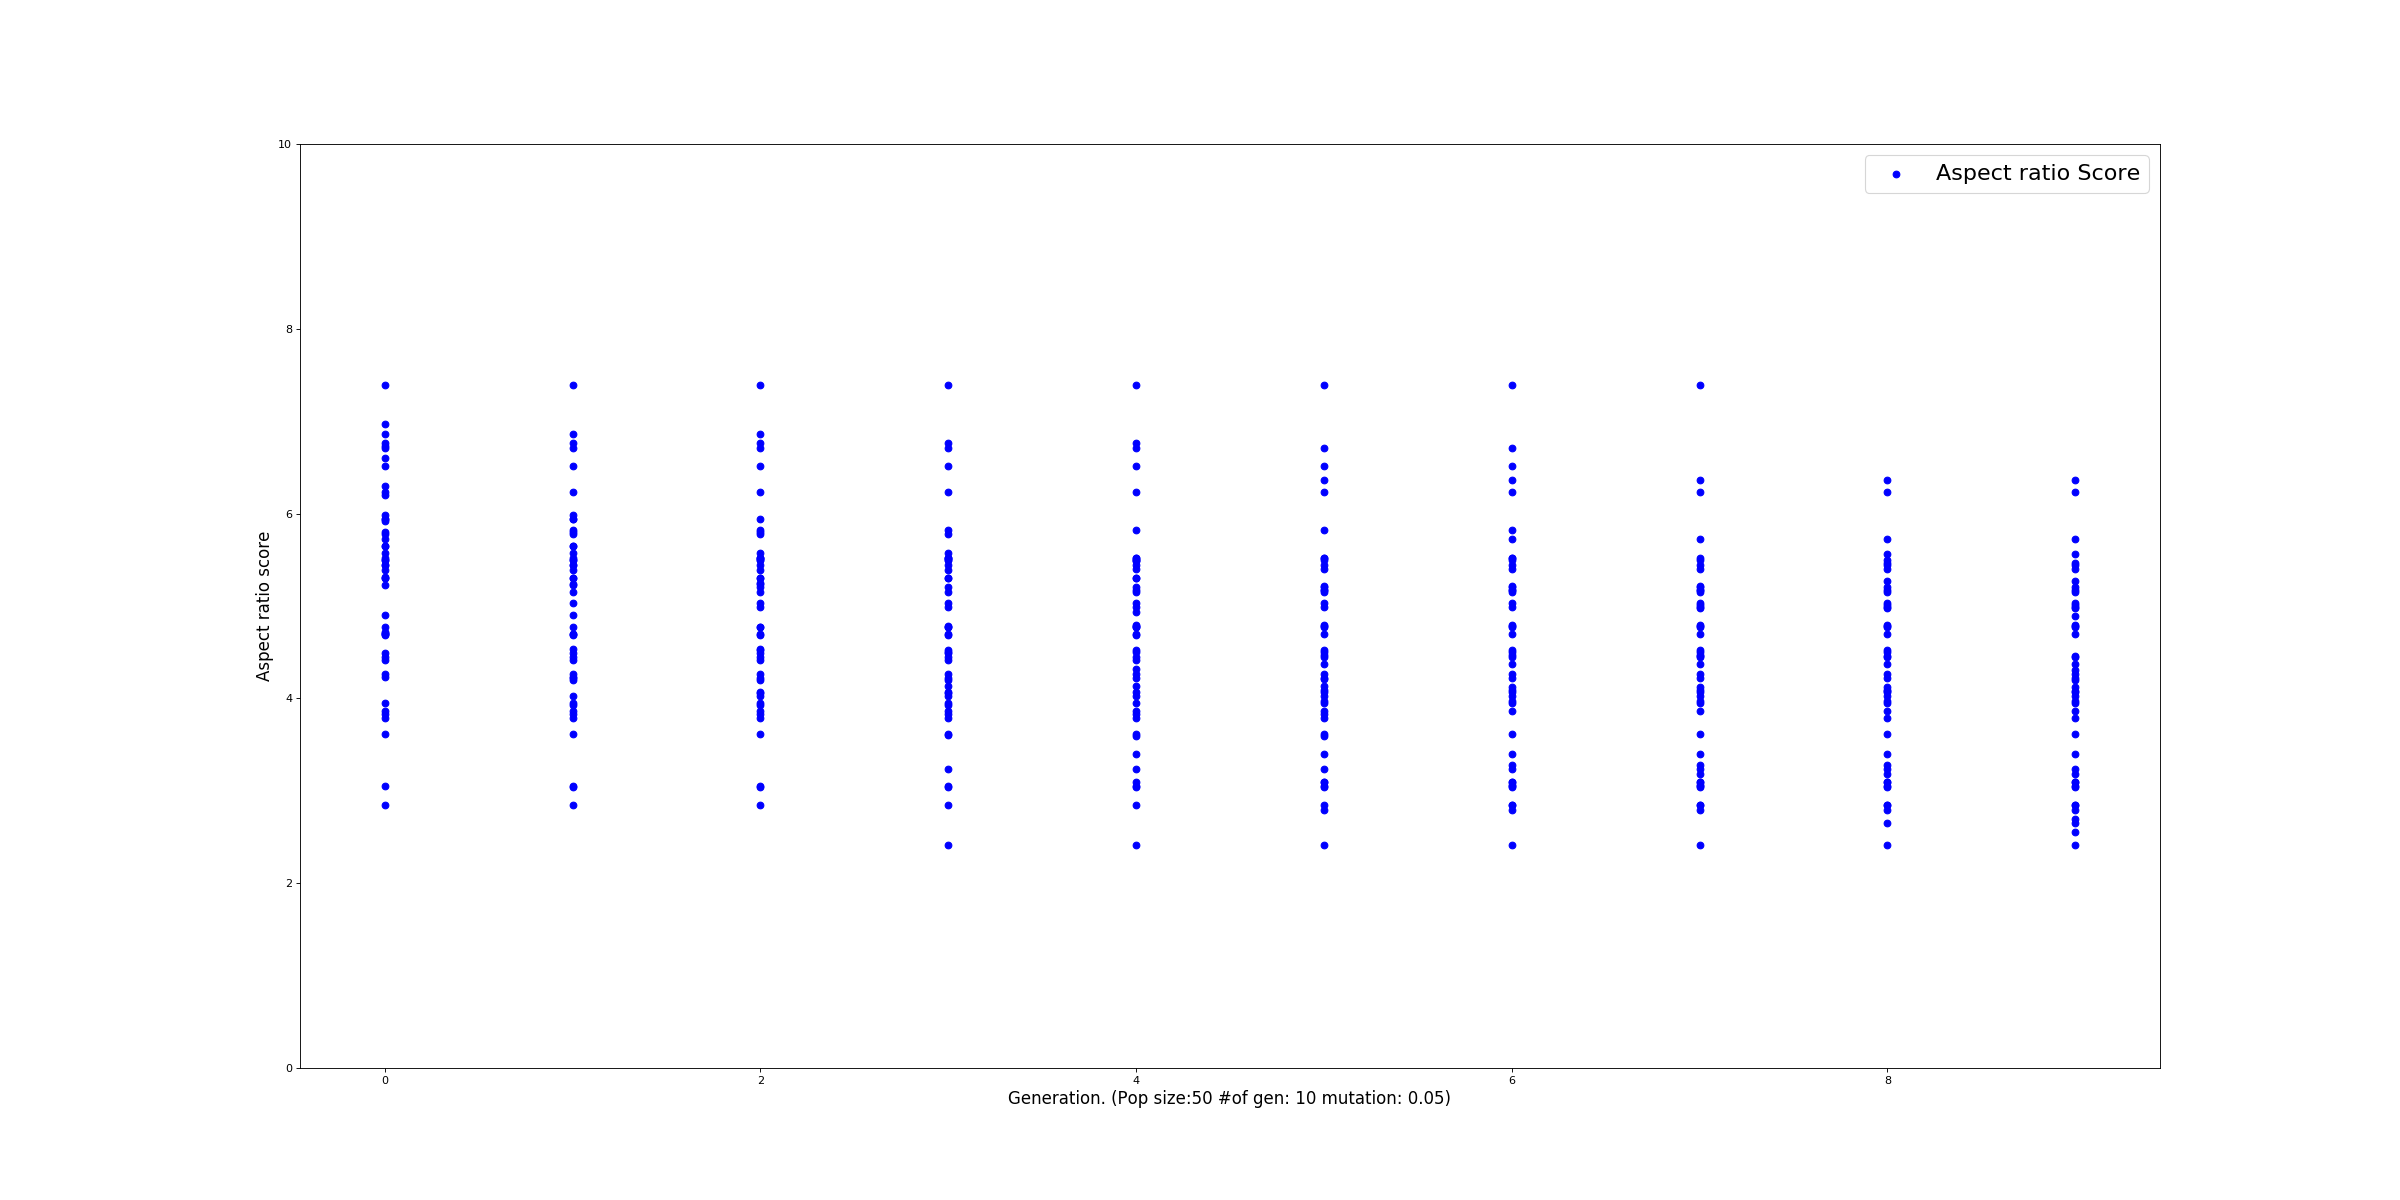 10
Aspect ratio Score
8
6
Aspect ratio score
4
2
0
0 2 4 6 8
Generation. (Pop size:50 #of gen: 10 mutation: 0.05)